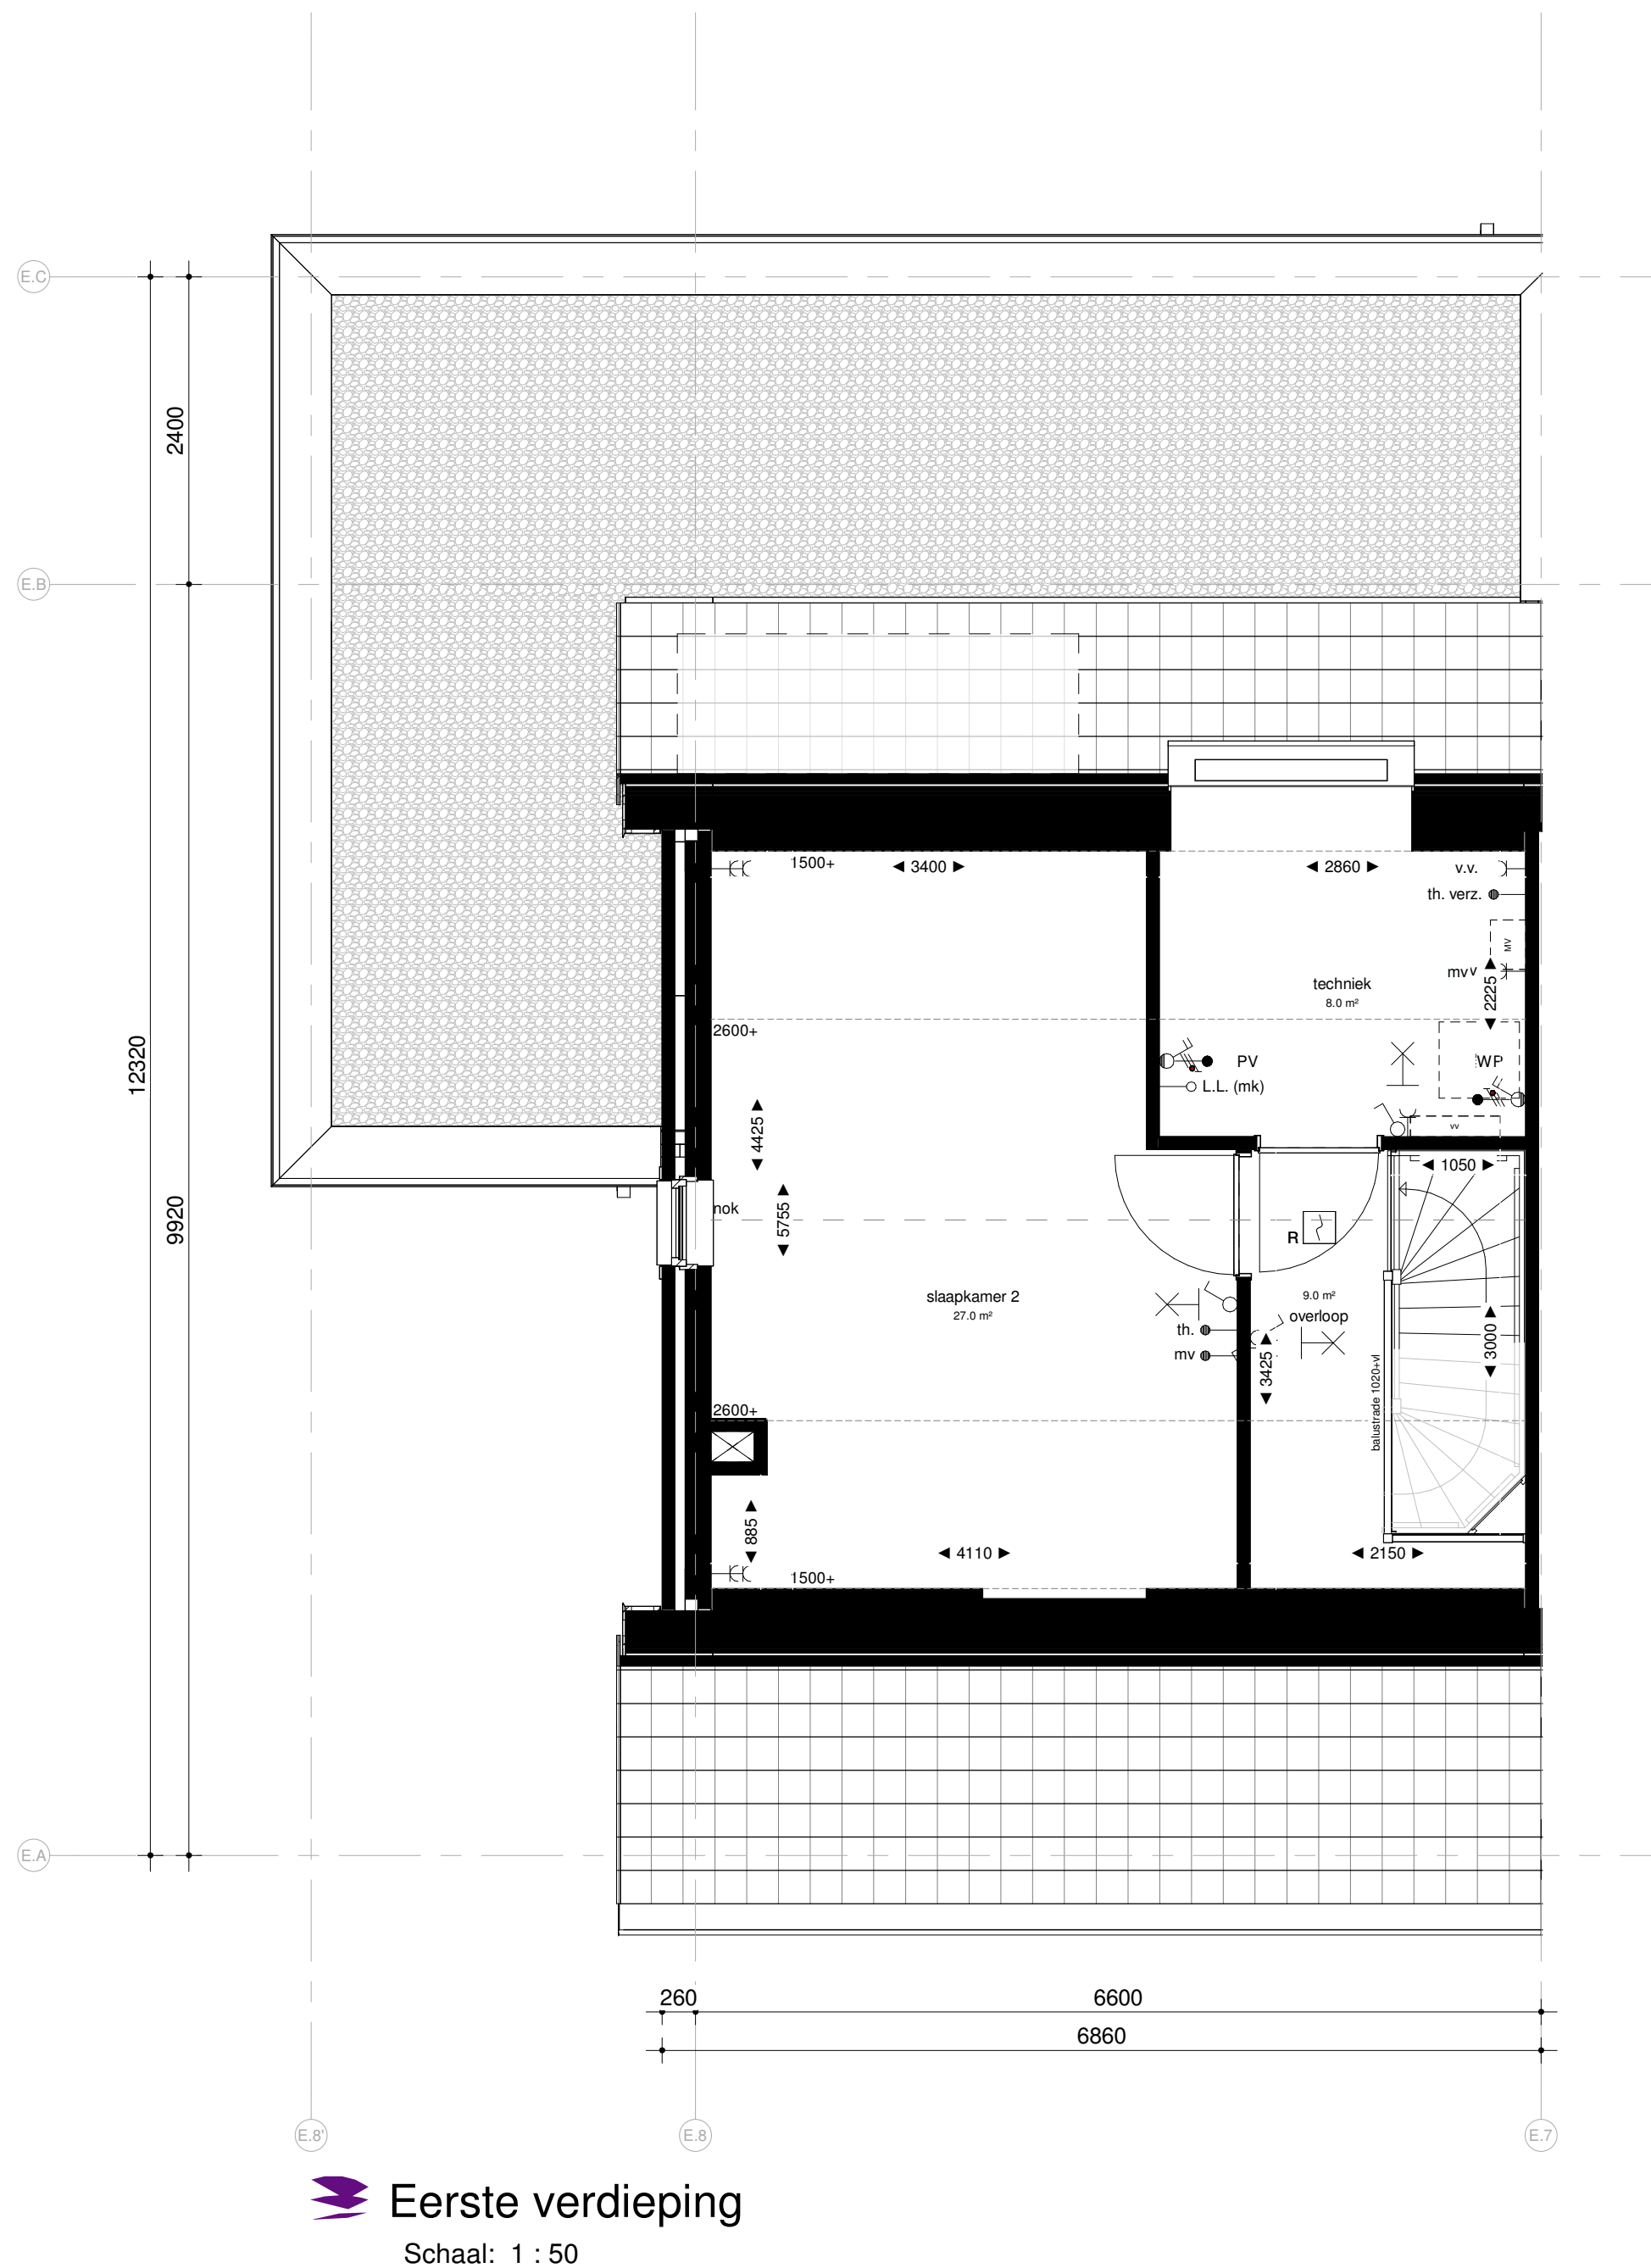 E.C
2400
E.B
1500+
3400
2860
v.v.
th. verz.
MV
mv
2225
techniek
8.0 m²
2600+
PV
WP
L.L. (mk)
vv
12320
4425
1050
9920
nok
5755
R
slaapkamer 2
27.0 m²
9.0 m²
overloop
th.
mv
3425
3000
balustrade 1020+vl
2600+
885
4110
2150
1500+
E.A
260
6600
6860
E.8'
E.8
E.7
Eerste verdieping
Schaal: 1 : 50